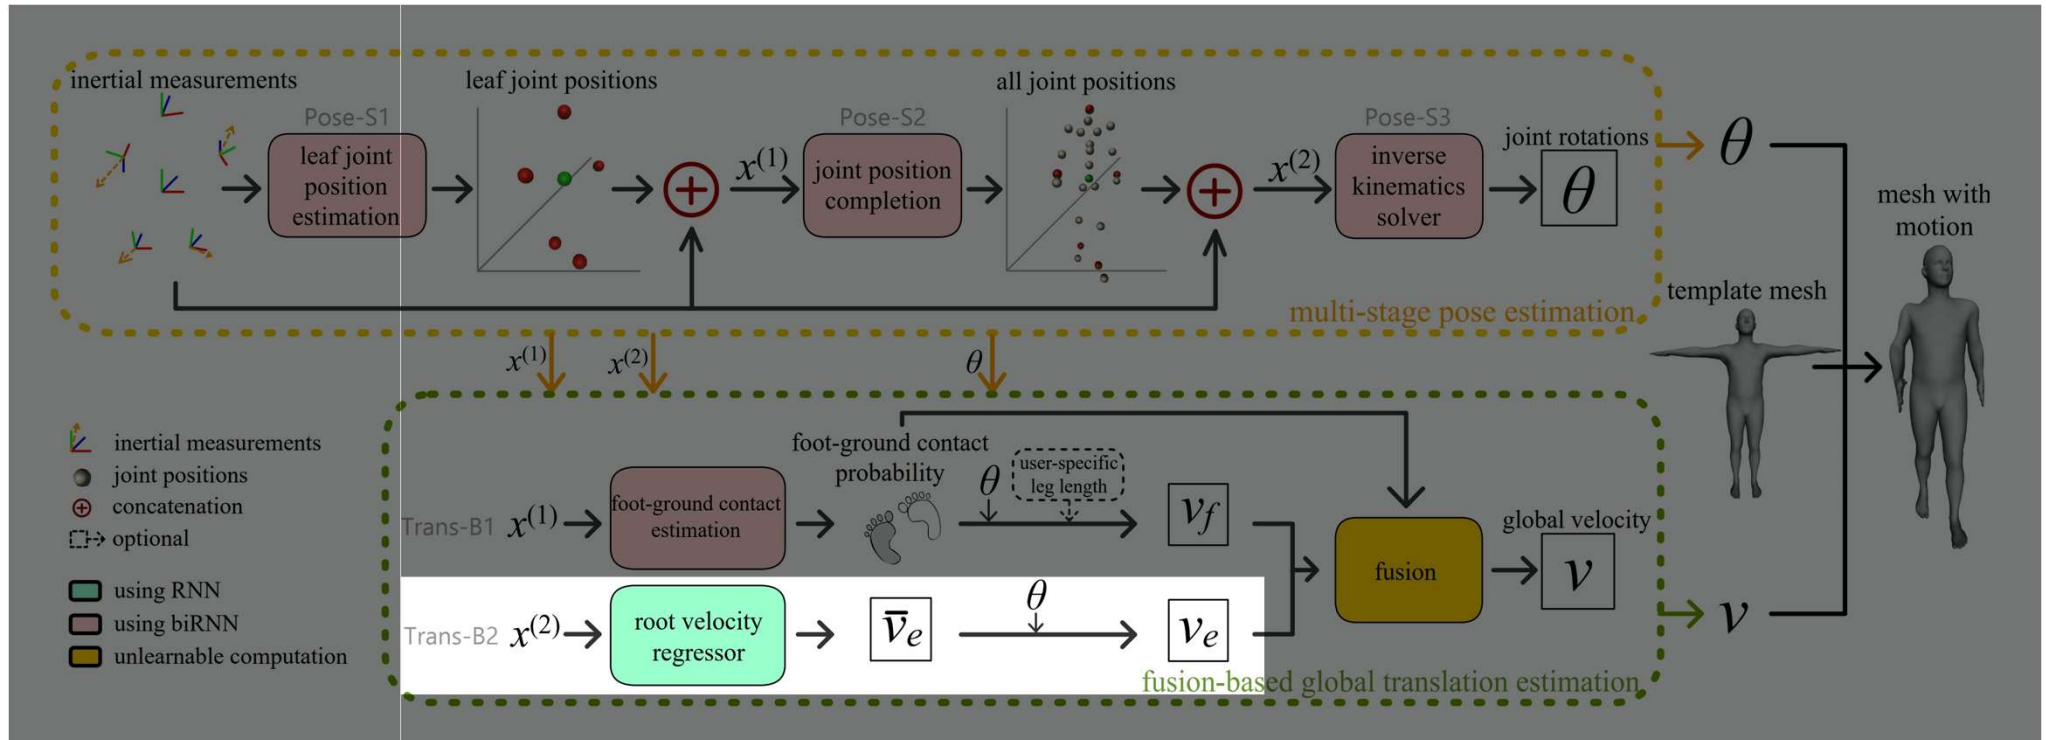 inertial measurements
leaf joint positions
all joint positions
Pose-S1
Pose-S2
Pose-S3
leaf joint
position
estimation
x(1)
joint position
completion
x(2)
inverse
kinematics
solver
joint rotations
θ
θ
mesh with
motion
template mesh
multi-stage pose estimation
x(1)
x(2)
θ
inertial measurements
joint positions
concatenation
optional
using RNN
using biRNN
unlearnable computation
foot-ground contact
probability
Trans-B1
x(1)
foot-ground contact
estimation
θ
user-specific
leg length
vf
fusion
global velocity
v
v
Trans-B2
x(2)
root velocity
regressor
v̄e
θ
ve
fusion-based global translation estimation